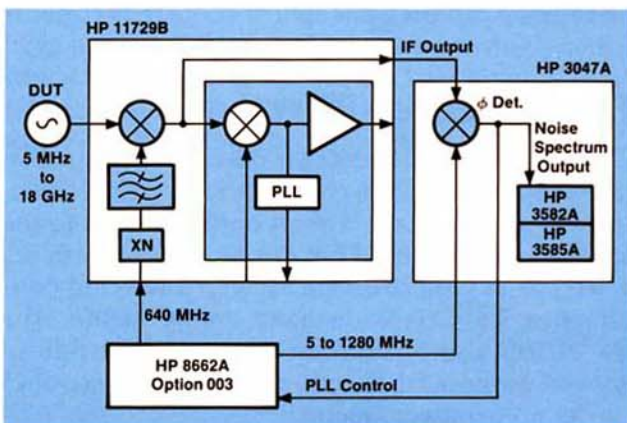 HP 11729B
IF Output
HP 3047A
DUT
5 MHz
to
18 GHz
ϕ Det.
Noise
Spectrum
Output
PLL
HP
3582A
HP
3585A
XN
640 MHz
5 to 1280 MHz
HP 8662A
Option 003
PLL Control